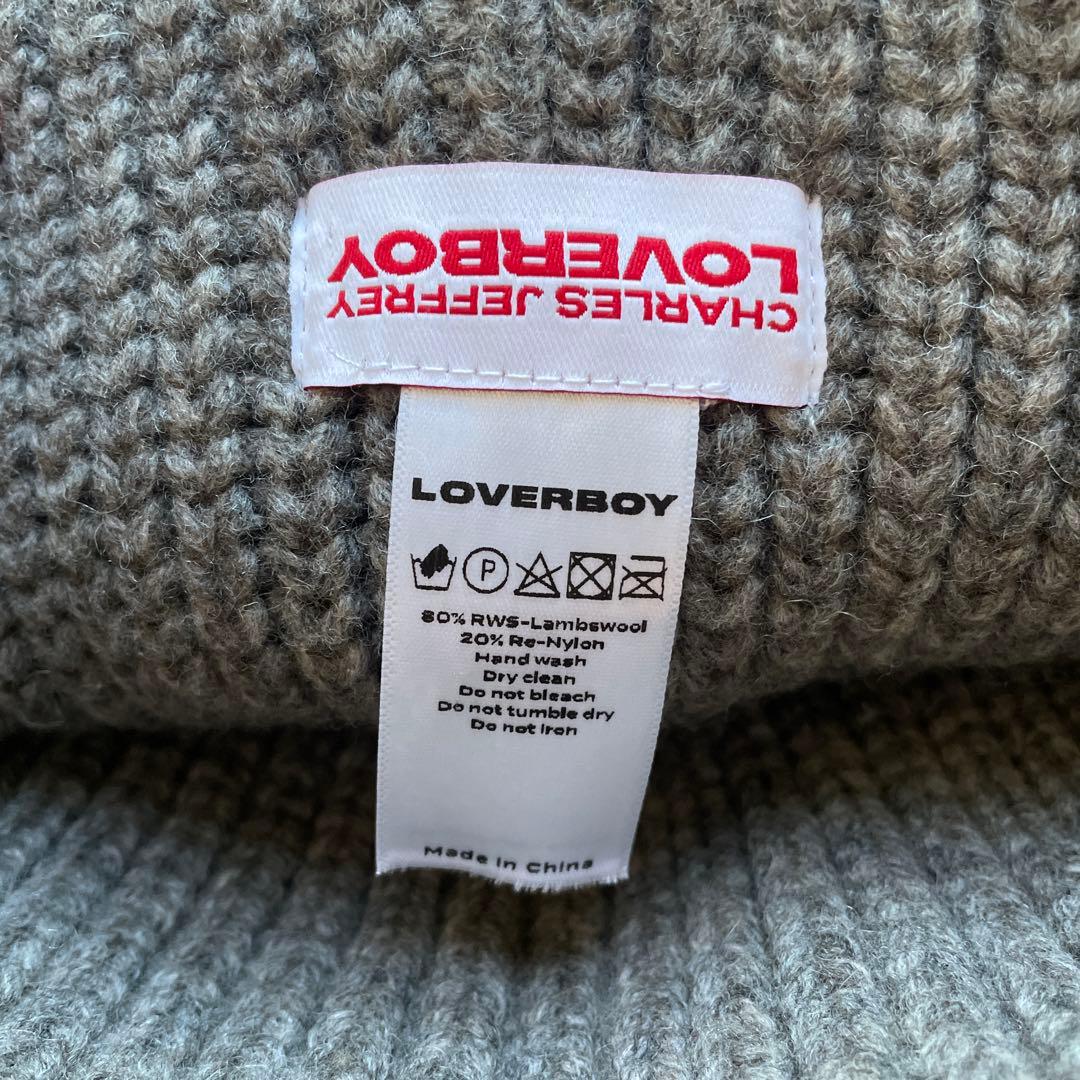 CHARLES JEFFREY
LOVERBOY
LOVERBOY
P
80% RWS-Lambswool
20% Re-Nylon
Hand wash
Dry clean
Do not bleach
Do not tumble dry
Do not iron
Made in China